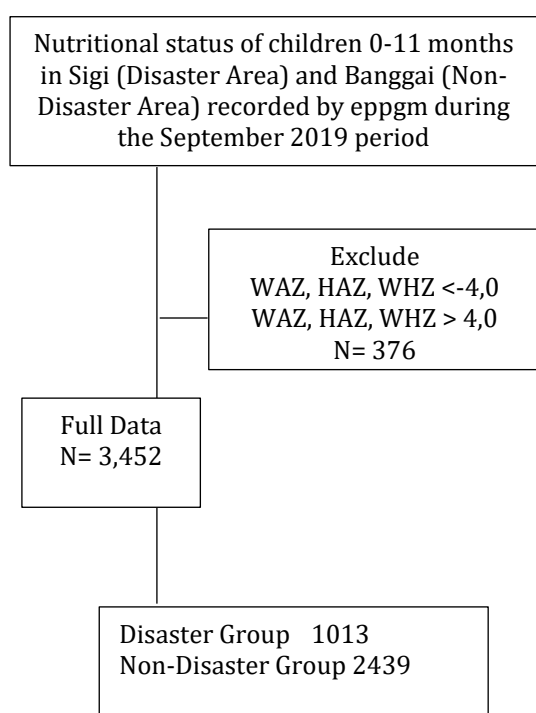 Nutritional status of children 0-11 months
in Sigi (Disaster Area) and Banggai (Non-
Disaster Area) recorded by eppgm during
the September 2019 period
Exclude
WAZ, HAZ, WHZ <-4,0
WAZ, HAZ, WHZ > 4,0
N= 376
Full Data
N= 3,452
Disaster Group 1013
Non-Disaster Group 2439